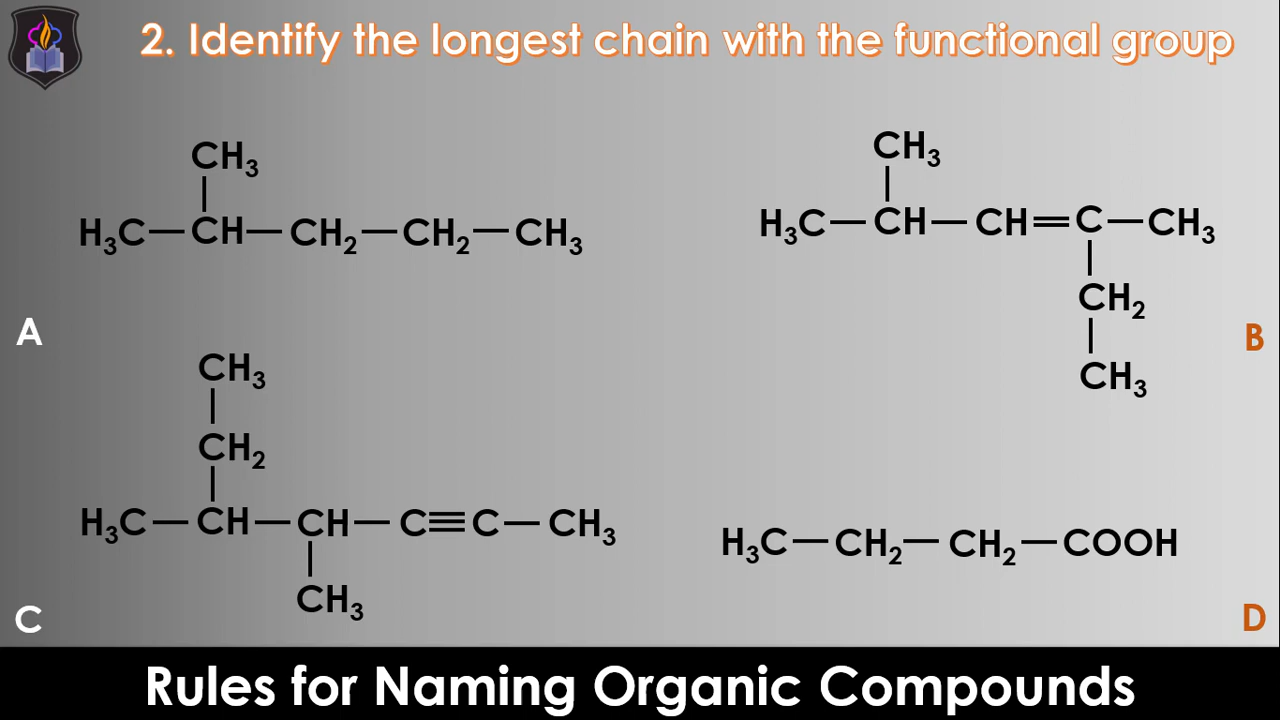 2. Identify the longest chain with the functional group
CH₃
H₃C—CH—CH₂—CH₂—CH₃
A
CH₃
H₃C—CH—CH=C—CH₃
CH₂
CH₃
B
CH₃
CH₂
H₃C—CH—CH—C≡C—CH₃
CH₃
C
H₃C—CH₂—CH₂—COOH
D
Rules for Naming Organic Compounds